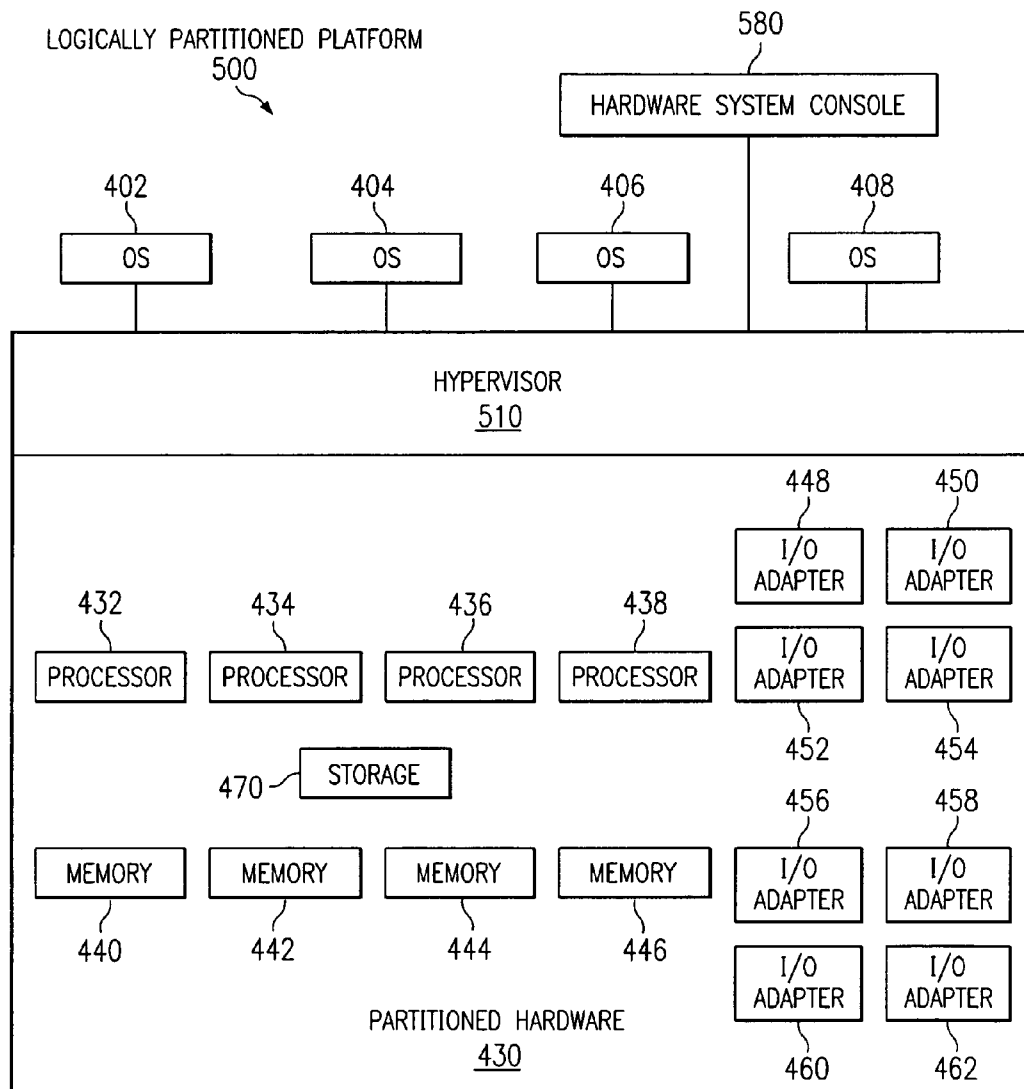 LOGICALLY PARTITIONED PLATFORM
500
580
HARDWARE SYSTEM CONSOLE
402
404
406
408
OS
OS
OS
OS
HYPERVISOR
510
448
450
I/O
ADAPTER
I/O
ADAPTER
432
434
436
438
PROCESSOR
PROCESSOR
PROCESSOR
PROCESSOR
I/O
ADAPTER
I/O
ADAPTER
452
454
470
STORAGE
456
458
MEMORY
MEMORY
MEMORY
MEMORY
I/O
ADAPTER
I/O
ADAPTER
440
442
444
446
I/O
ADAPTER
I/O
ADAPTER
460
462
PARTITIONED HARDWARE
430